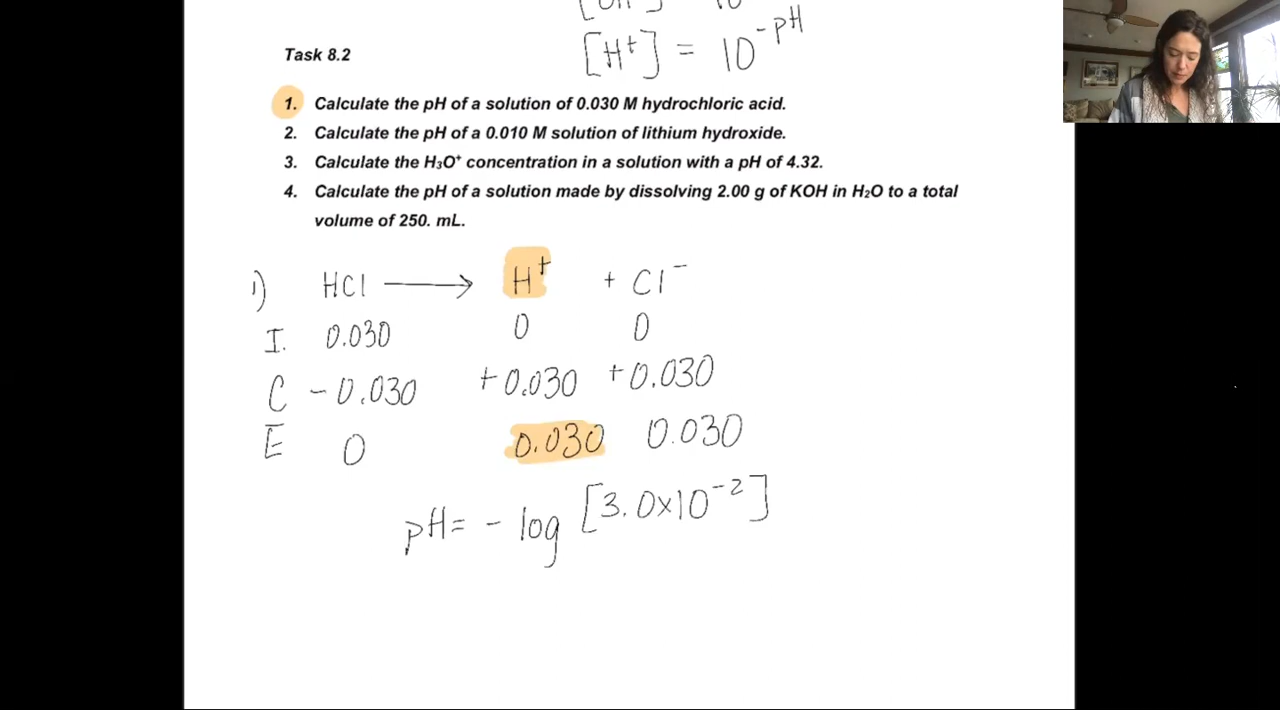 [H⁺] = 10⁻ᵖᴴ
Task 8.2
1. Calculate the pH of a solution of 0.030 M hydrochloric acid.
2. Calculate the pH of a 0.010 M solution of lithium hydroxide.
3. Calculate the H₃O⁺ concentration in a solution with a pH of 4.32.
4. Calculate the pH of a solution made by dissolving 2.00 g of KOH in H₂O to a total
volume of 250. mL.
1) HCl ⟶ H⁺ + Cl⁻
I. 0.030 0 0
C - 0.030 + 0.030 + 0.030
E 0 0.030 0.030
pH = - log [3.0x10⁻²]